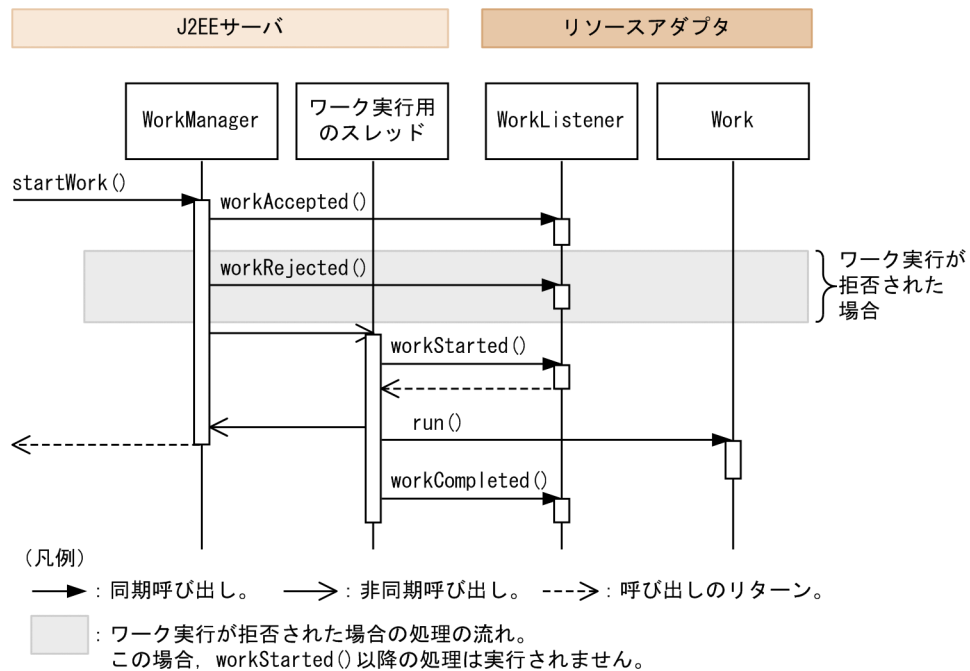 J2EEサーバ
リソースアダプタ
WorkManager
ワーク実行用
のスレッド
WorkListener
Work
startWork()
workAccepted()
workRejected()
ワーク実行が
拒否された
場合
workStarted()
run()
workCompleted()
(凡例)
: 同期呼び出し。 : 非同期呼び出し。 : 呼び出しのリターン。
: ワーク実行が拒否された場合の処理の流れ。
この場合,workStarted()以降の処理は実行されません。